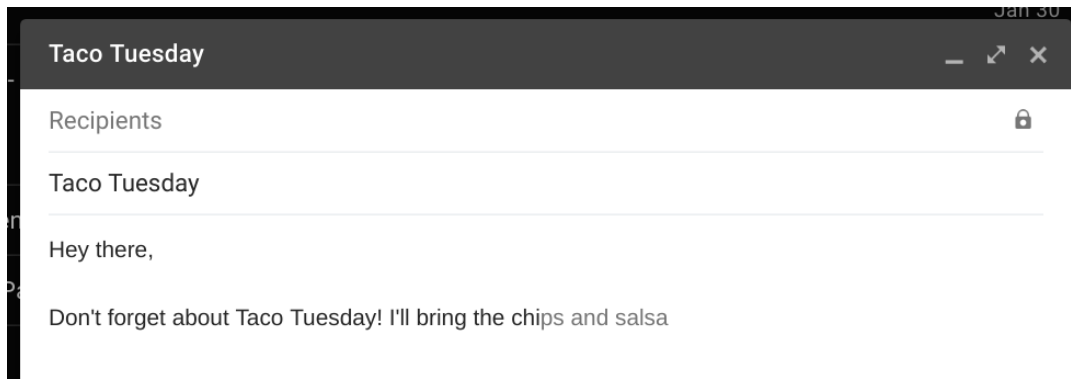 Jan 30
Taco Tuesday
Recipients
Taco Tuesday
Hey there,
Don't forget about Taco Tuesday! I'll bring the chips and salsa